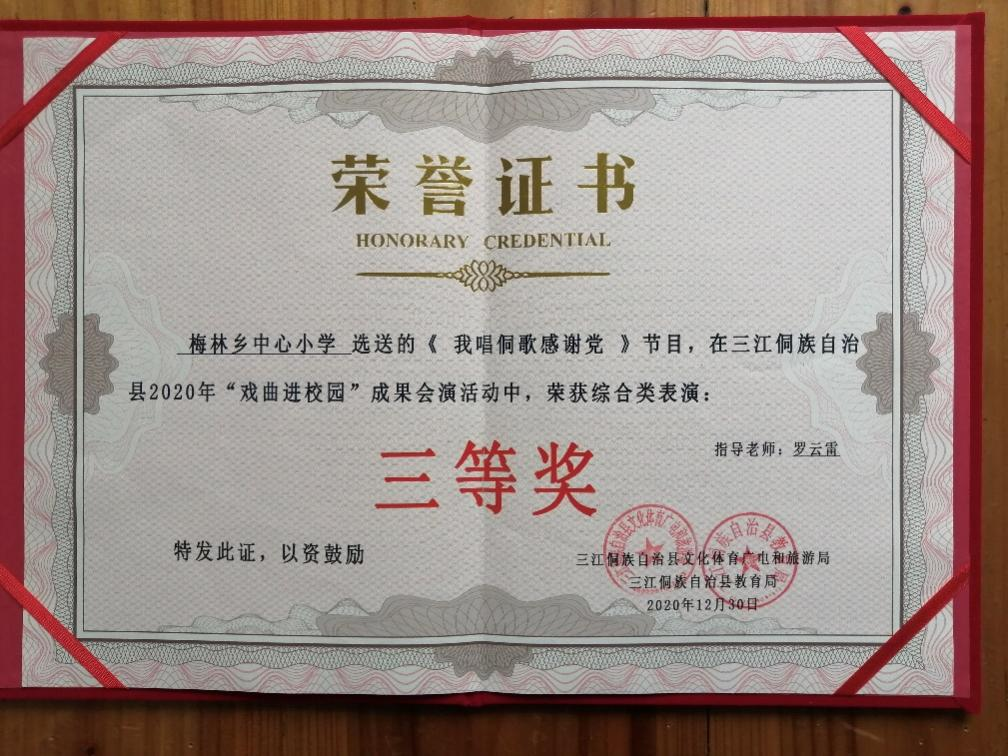 荣誉证书
HONORARY CREDENTIAL
梅林乡中心小学 选送的《 我唱侗歌感谢党 》节目，在三江侗族自治
县2020年“戏曲进校园”成果会演活动中，荣获综合类表演：
指导老师：罗云雷
三等奖
特发此证，以资鼓励
三江侗族自治县文化体育广电和旅游局
三江侗族自治县教育局
2020年12月30日